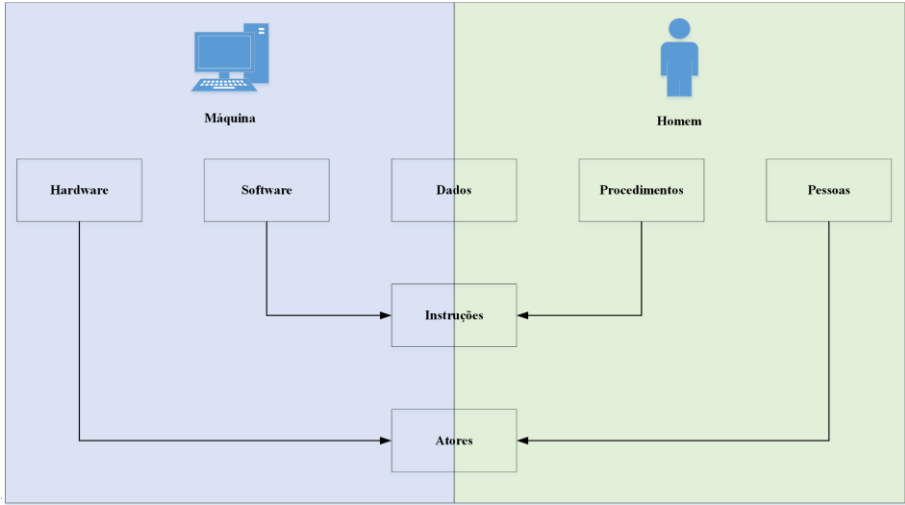 Máquina
Homem
Hardware
Software
Dados
Procedimentos
Pessoas
Instruções
Atores